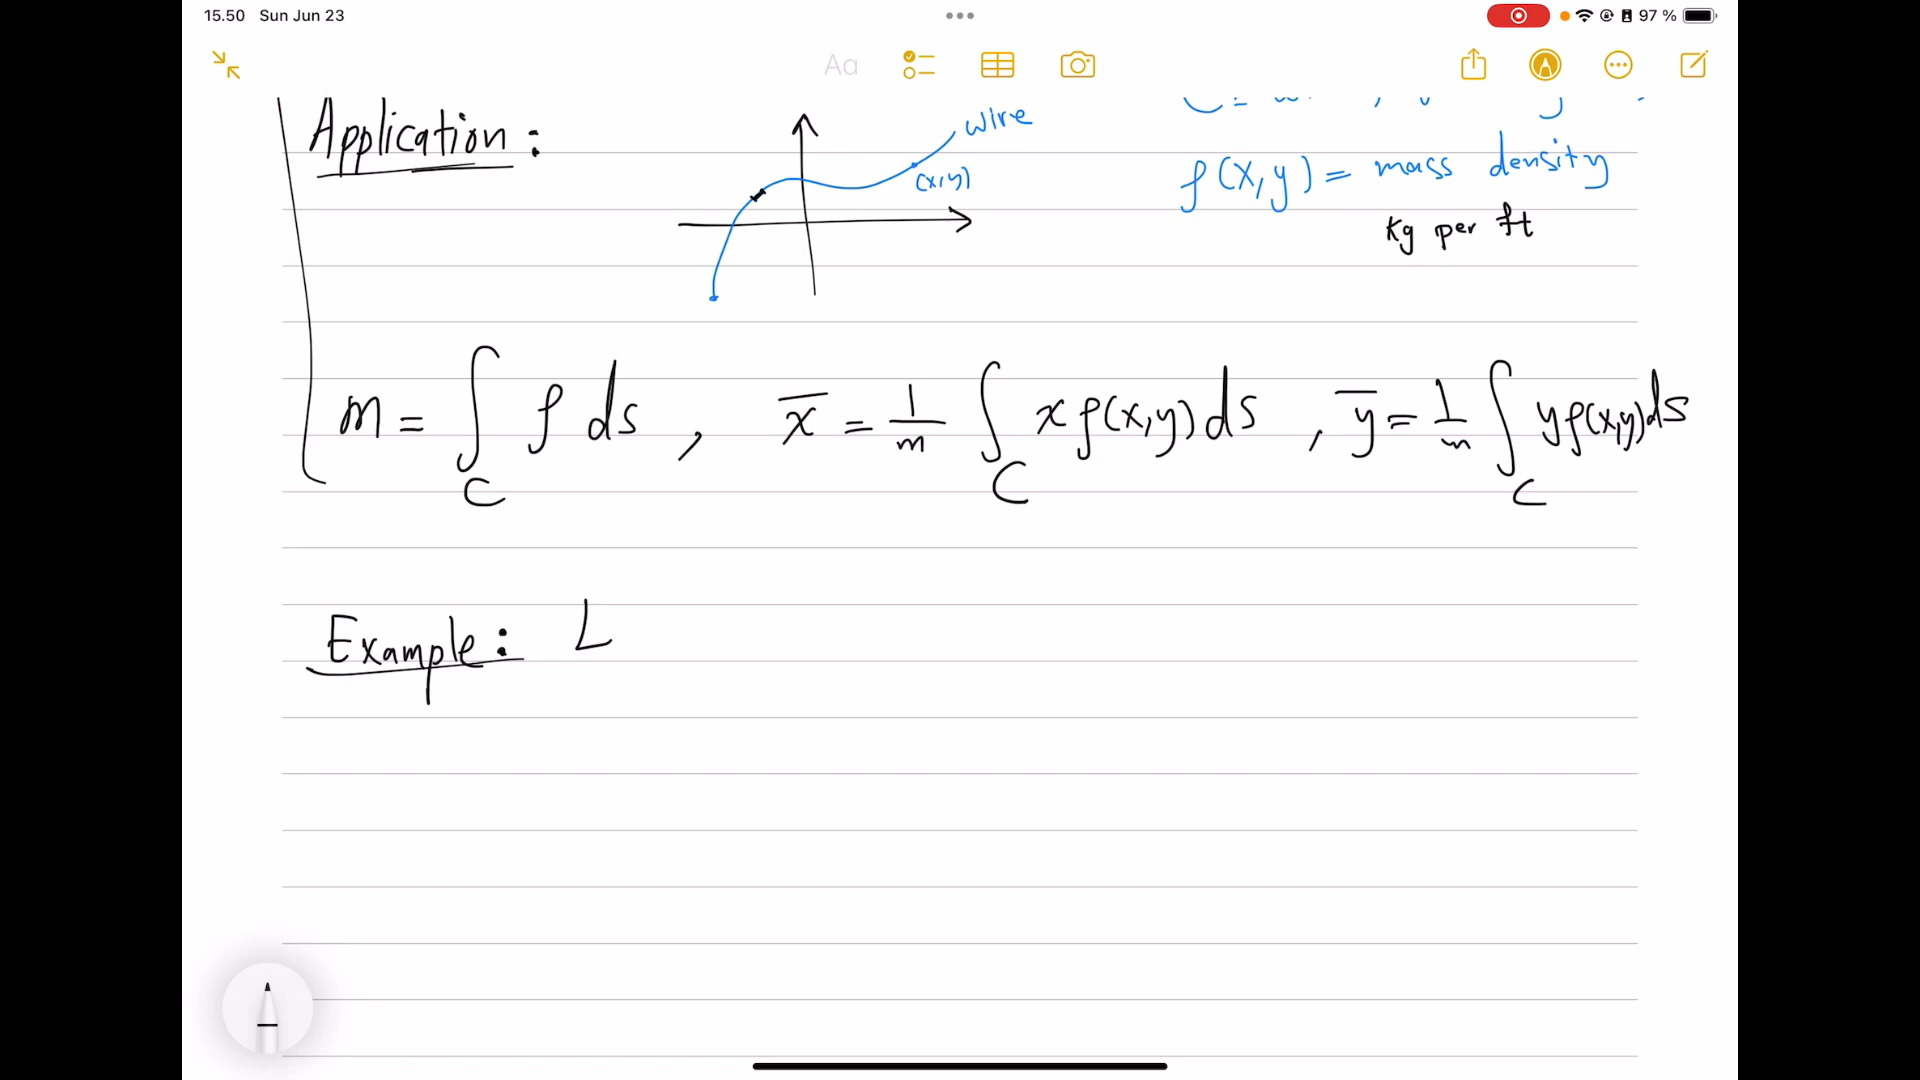 15.50 Sun Jun 23
97 %
Aa
Application :
wire
(x,y)
ρ(x,y) = mass density
kg per ft
m = ∫_C ρ ds , x̄ = 1/m ∫_C x ρ(x,y) ds , ȳ = 1/m ∫_C y ρ(x,y) ds
Example : L